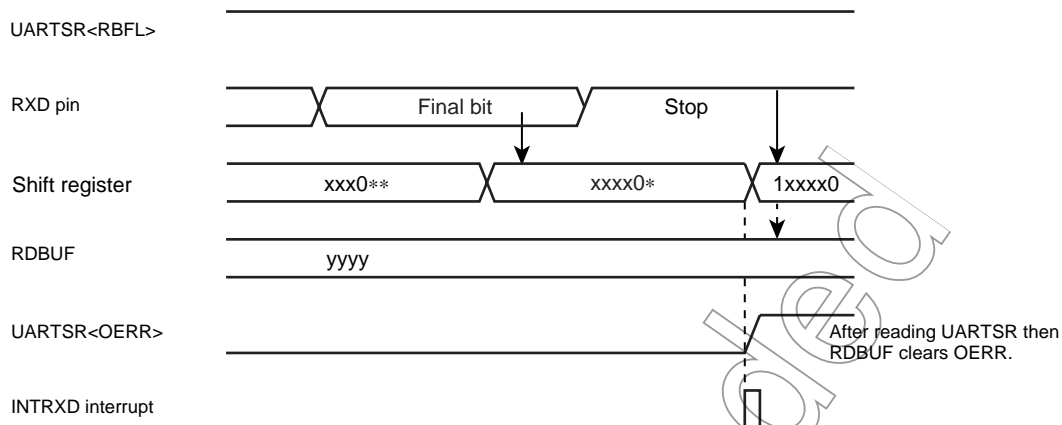 UARTSR<RBFL>
RXD pin
Final bit
Stop
Shift register
xxx0**
xxxx0*
1xxxx0
RDBUF
yyyy
UARTSR<OERR>
After reading UARTSR then
RDBUF clears OERR.
INTRXD interrupt
ded